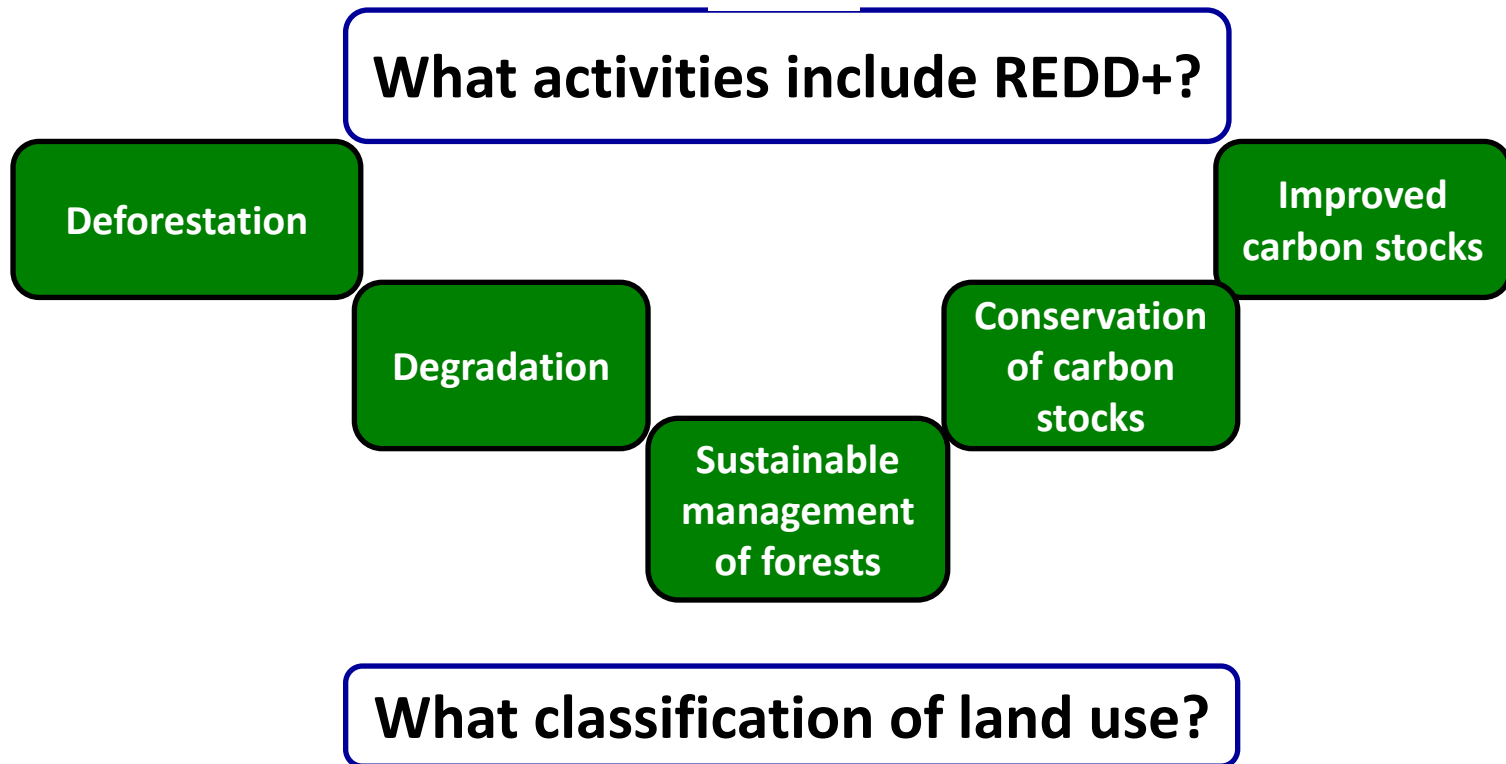 What activities include REDD+?
Deforestation
Degradation
Sustainable
management
of forests
Conservation
of carbon
stocks
Improved
carbon stocks
What classification of land use?